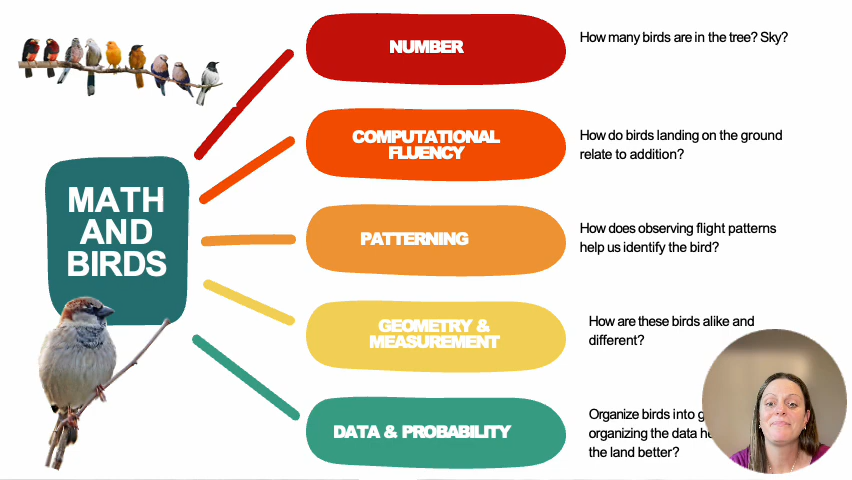 NUMBER
How many birds are in the tree? Sky?
COMPUTATIONAL
FLUENCY
How do birds landing on the ground
relate to addition?
MATH
AND
BIRDS
PATTERNING
How does observing flight patterns
help us identify the bird?
GEOMETRY &
MEASUREMENT
How are these birds alike and
different?
DATA & PROBABILITY
Organize birds into
organizing the data
the land better?